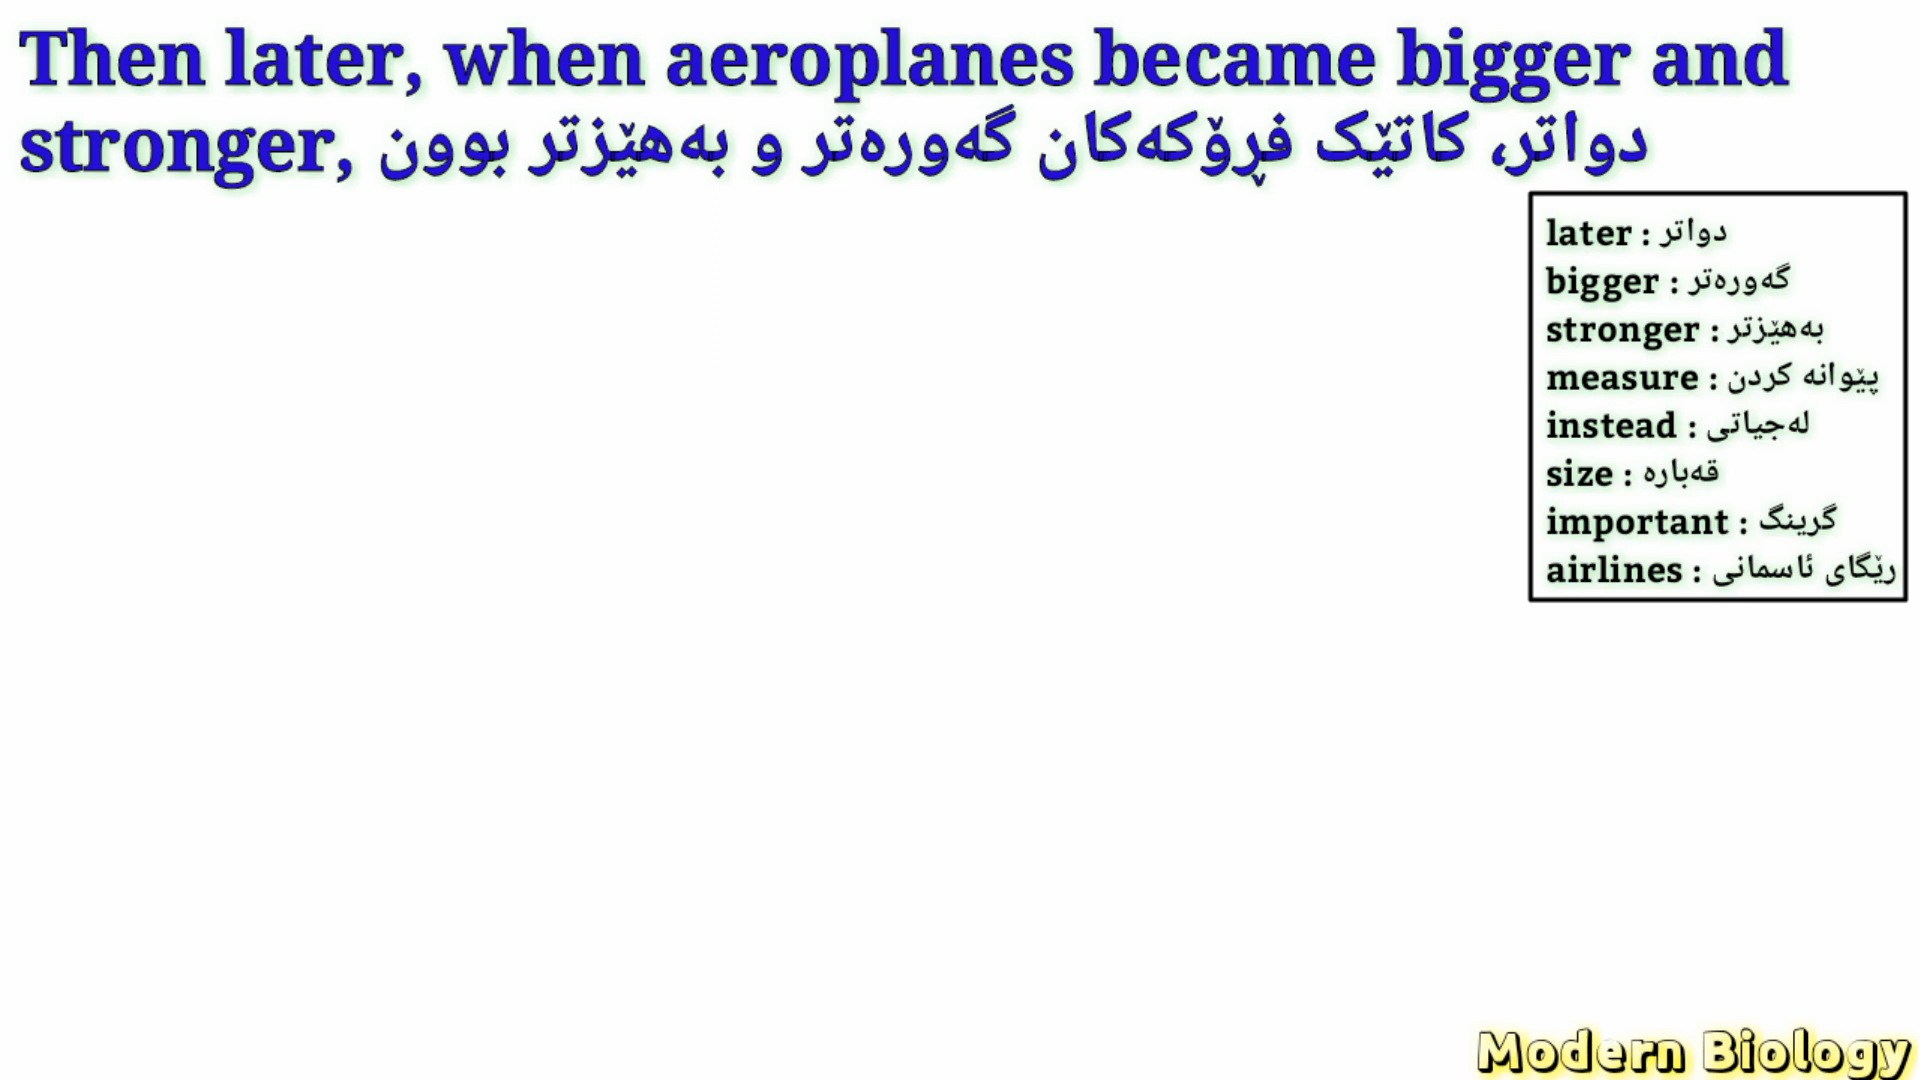 Then later, when aeroplanes became bigger and
stronger, دواتر، کاتێک فڕۆکەکان گەورەتر و بەهێزتر بوون
later : دواتر
bigger : گەورەتر
stronger : بەهێزتر
measure : پێوانە کردن
instead : لەجیاتی
size : قەبارە
important : گرینگ
airlines : رێگای ئاسمانی
Modern Biology